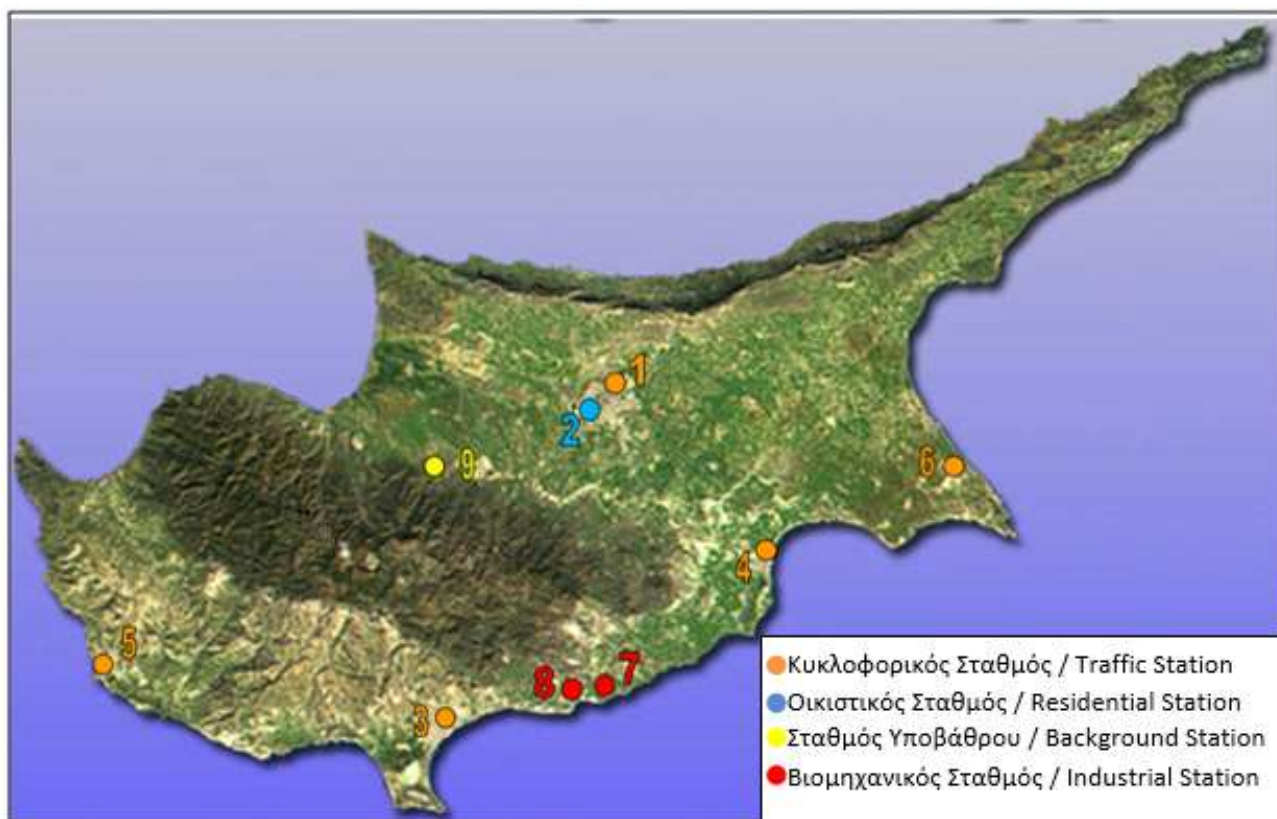 1
2
9
6
4
5
7
8
3
Κυκλοφορικός Σταθμός / Traffic Station
Οικιστικός Σταθμός / Residential Station
Σταθμός Υποβάθρου / Background Station
Βιομηχανικός Σταθμός / Industrial Station